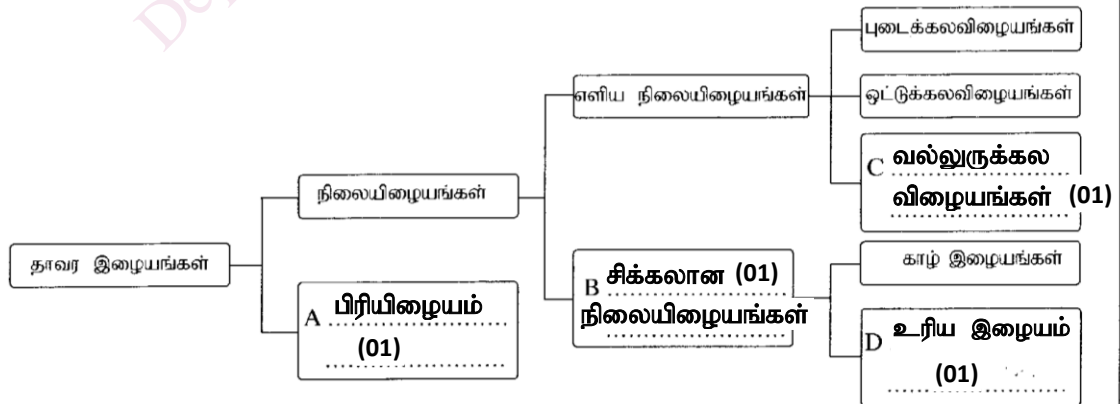 De
புடைக்கலவிழையங்கள்
எளிய நிலையிழையங்கள்
ஒட்டுக்கலவிழையங்கள்
C வல்லுருக்கல
விழையங்கள் (01)
நிலையிழையங்கள்
தாவர இழையங்கள்
காழ் இழையங்கள்
B சிக்கலான (01)
நிலையிழையங்கள்
A பிரியிழையம்
(01)
D உரிய இழையம்
(01)